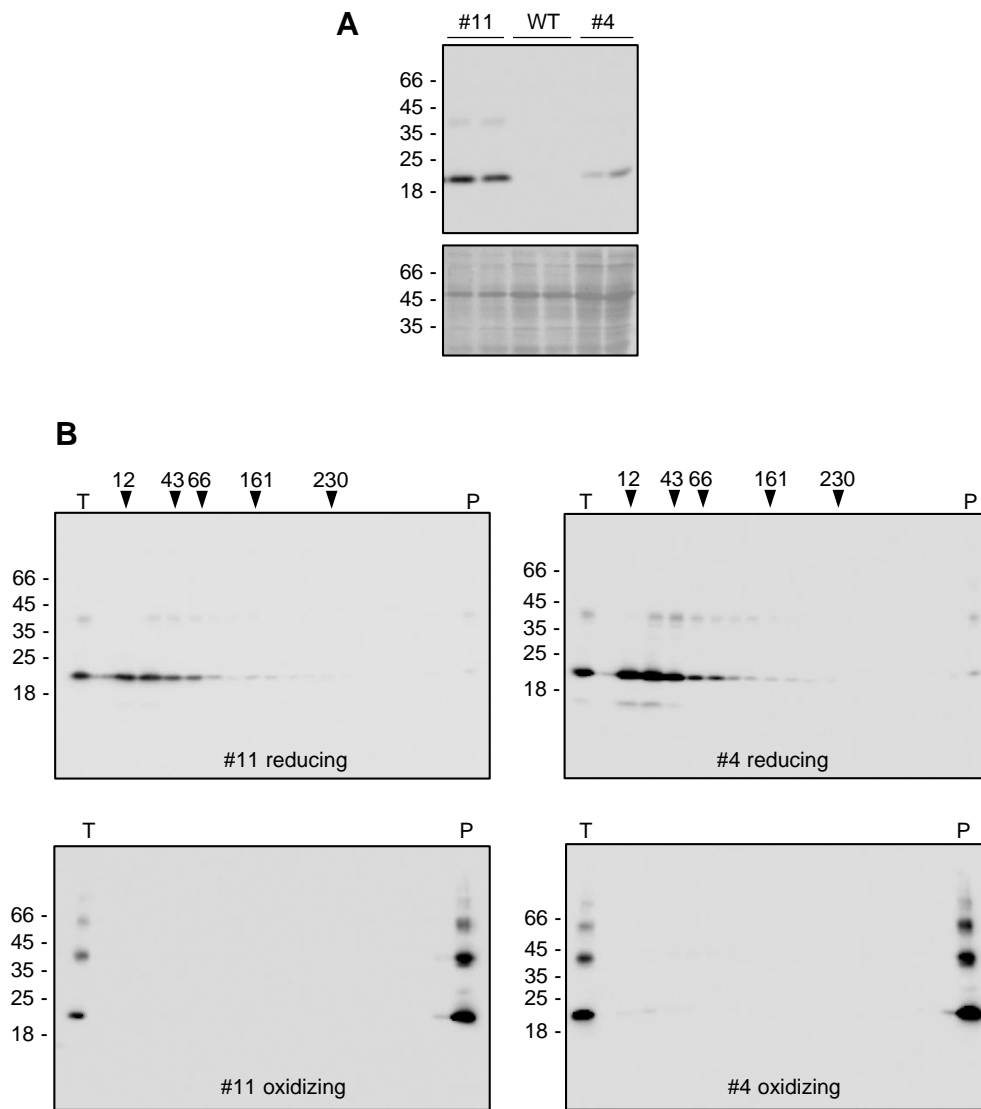 A
#11 WT #4
66 -
45 -
35 -
25 -
18 -
66 -
45 -
35 -
B
T 12 43 66 161 230 P
66 -
45 -
35 -
25 -
18 -
#11 reducing
T 12 43 66 161 230 P
66 -
45 -
35 -
25 -
18 -
#4 reducing
T P
66 -
45 -
35 -
25 -
18 -
#11 oxidizing
T P
66 -
45 -
35 -
25 -
18 -
#4 oxidizing